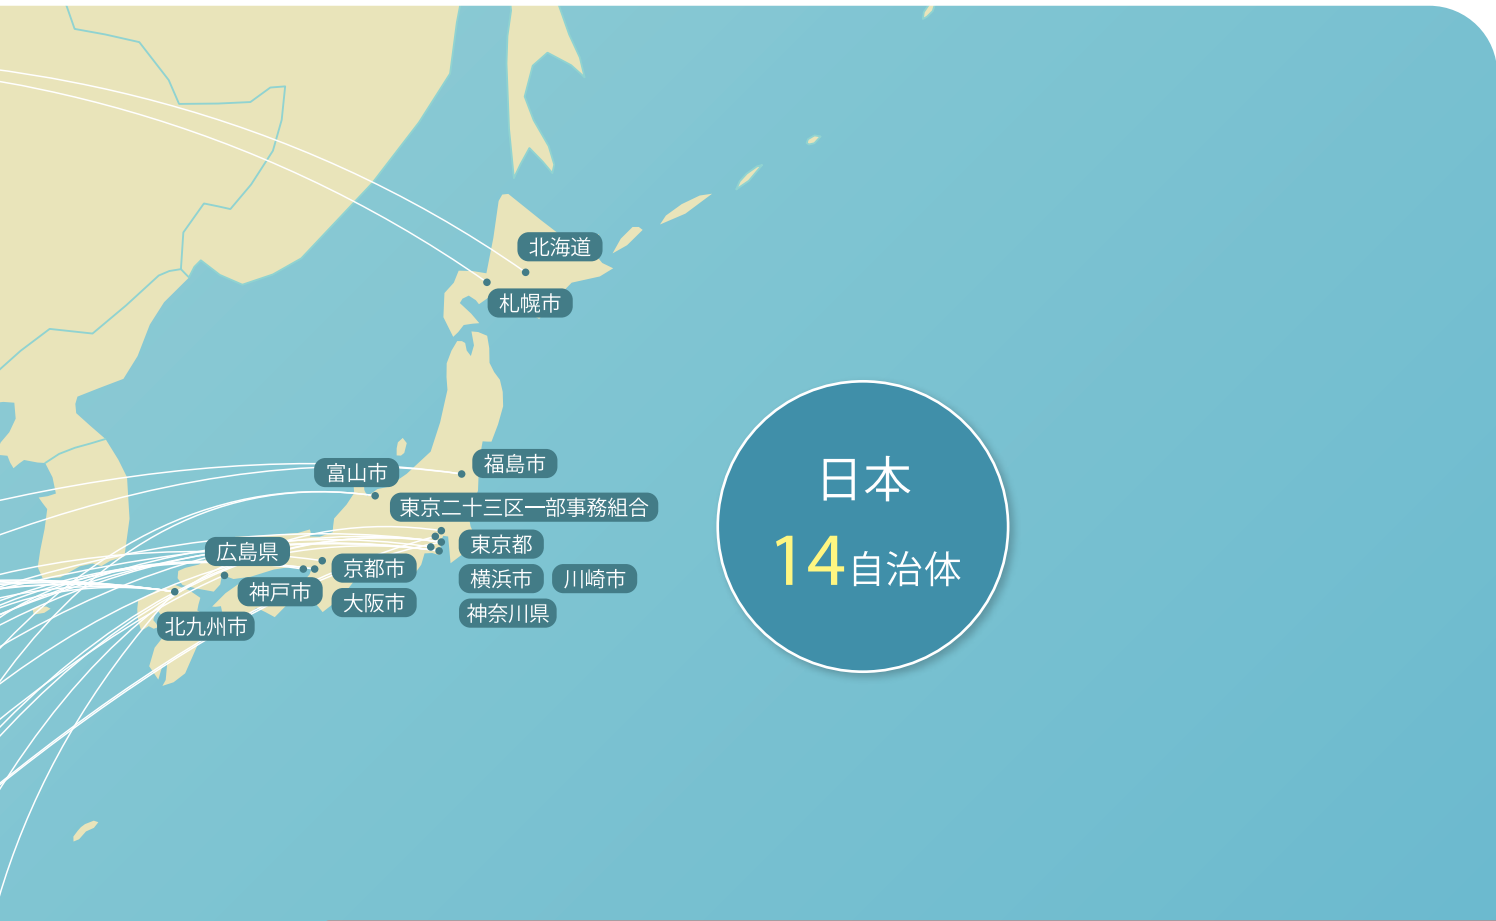 北海道
札幌市
福島市
富山市
東京二十三区一部事務組合
東京都
広島県
京都市
横浜市
川崎市
神戸市
大阪市
神奈川県
北九州市
日本
14自治体